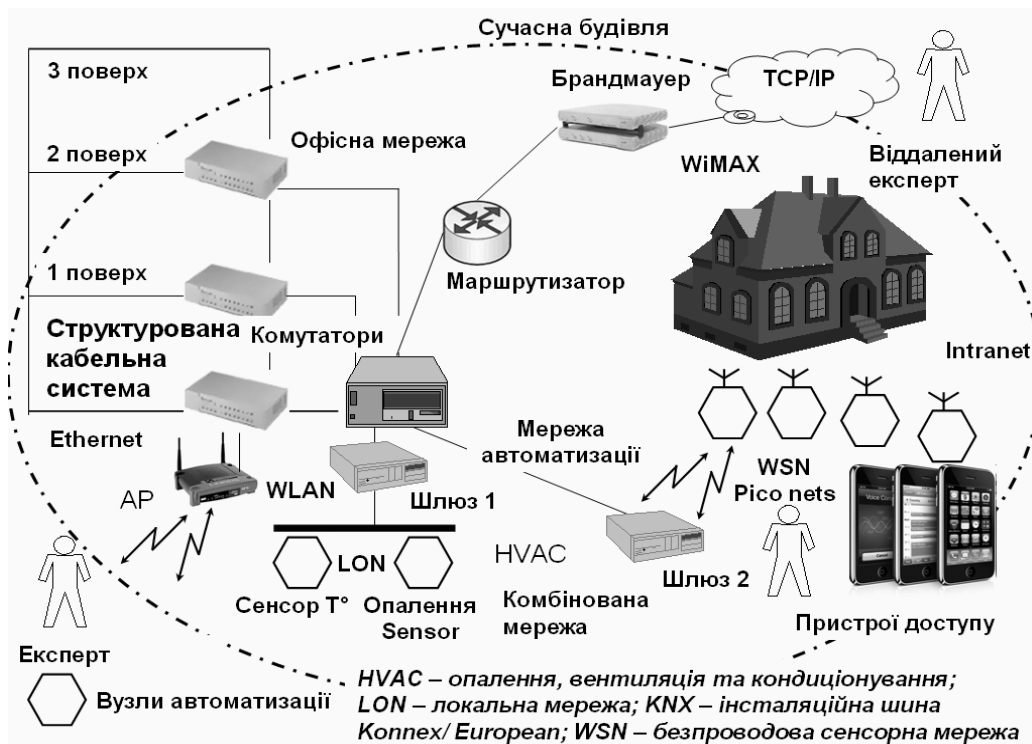 Сучасна будівля
3 поверх
Брандмауер
TCP/IP
2 поверх
Офісна мережа
WiMAX
Віддалений
експерт
1 поверх
Маршрутизатор
Структурована
кабельна
система
Комутатори
Intranet
Ethernet
Мережа
автоматизації
AP
WLAN
Шлюз 1
WSN
Pico nets
Voice Con
LON
HVAC
Шлюз 2
Сенсор T°
Опалення
Sensor
Комбінована
мережа
Пристрої доступу
Експерт
Вузли автоматизації
HVAC – опалення, вентиляція та кондиціонування;
LON – локальна мережа; KNX – інсталяційна шина
Konnex/ European; WSN – безпроводова сенсорна мережа